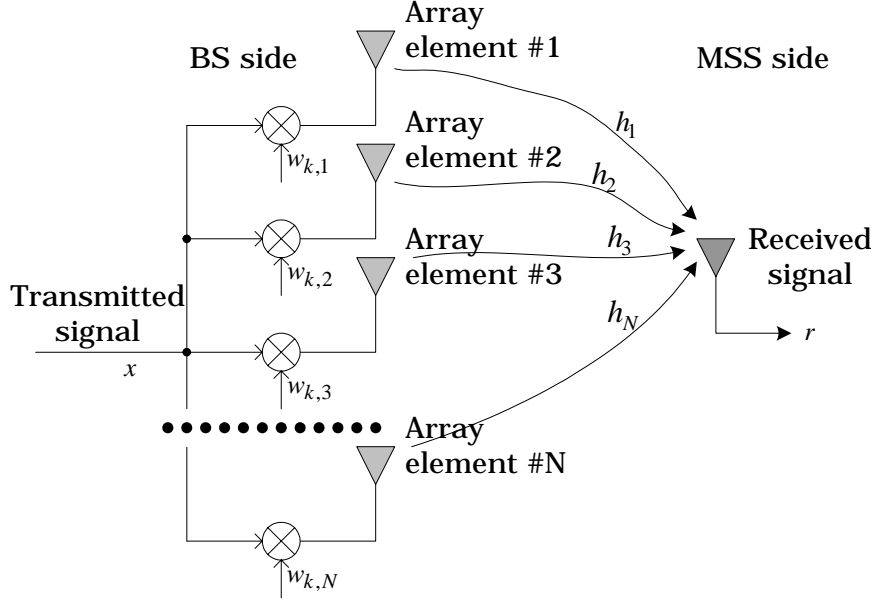 Array
element #1
BS side
MSS side
h1
wk,1
Array
element #2
h2
wk,2
Array
element #3
h3
Received
signal
Transmitted
signal
x
hN
r
wk,3
Array
element #N
wk,N